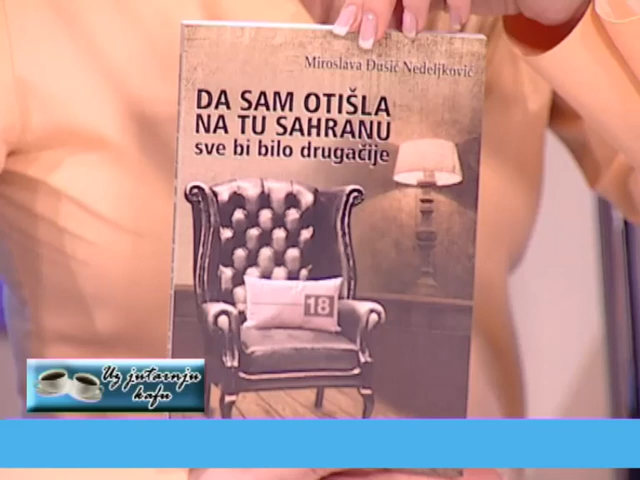 Miroslava Đušić Nedeljković
DA SAM OTIŠLA
NA TU SAHRANU
sve bi bilo drugačije
18
Uz jutarnju
kafu